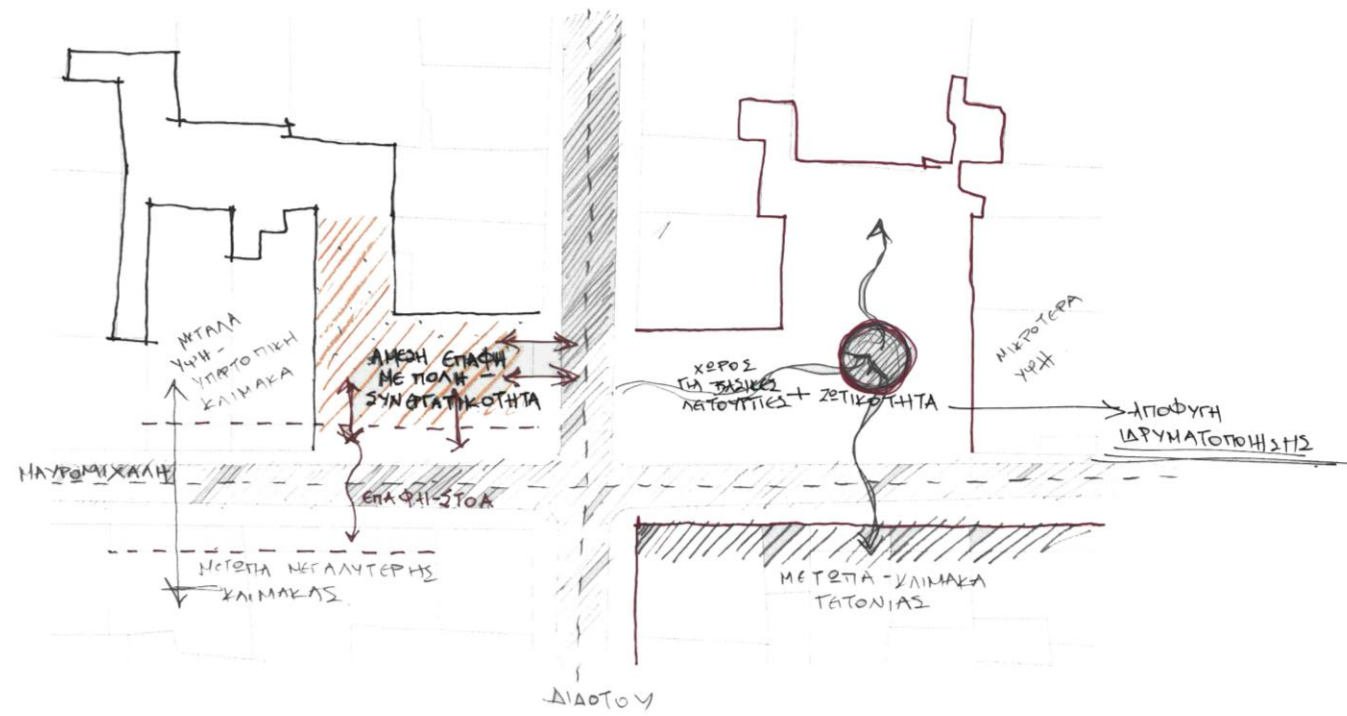 ΜΕΓΑΛΑ
ΥΨΗ -
ΥΠΕΡΤΟΠΙΚΗ
ΚΛΙΜΑΚΑ
ΑΜΕΣΗ ΕΠΑΦΗ
ΜΕ ΠΟΛΗ -
ΣΥΝΕΡΓΑΤΙΚΟΤΗΤΑ
ΜΑΥΡΟΜΙΧΑΛΗ
ΕΠΑΦΗ-ΣΤΟΑ
ΜΕΤΩΠΑ ΜΕΓΑΛΥΤΕΡΗΣ
ΚΛΙΜΑΚΑΣ
ΔΙΔΟΤΟΥ
ΧΩΡΟΣ
ΓΙΑ ΒΑΣΙΚΕΣ
ΛΕΙΤΟΥΡΓΙΕΣ + ΖΩΤΙΚΟΤΗΤΑ
ΜΙΚΡΟΤΕΡΑ
ΥΨΗ
ΑΠΟΦΥΓΗ
ΙΔΡΥΜΑΤΟΠΟΙΗΣΗΣ
ΜΕΤΩΠΑ - ΚΛΙΜΑΚΑ
ΓΕΙΤΟΝΙΑΣ